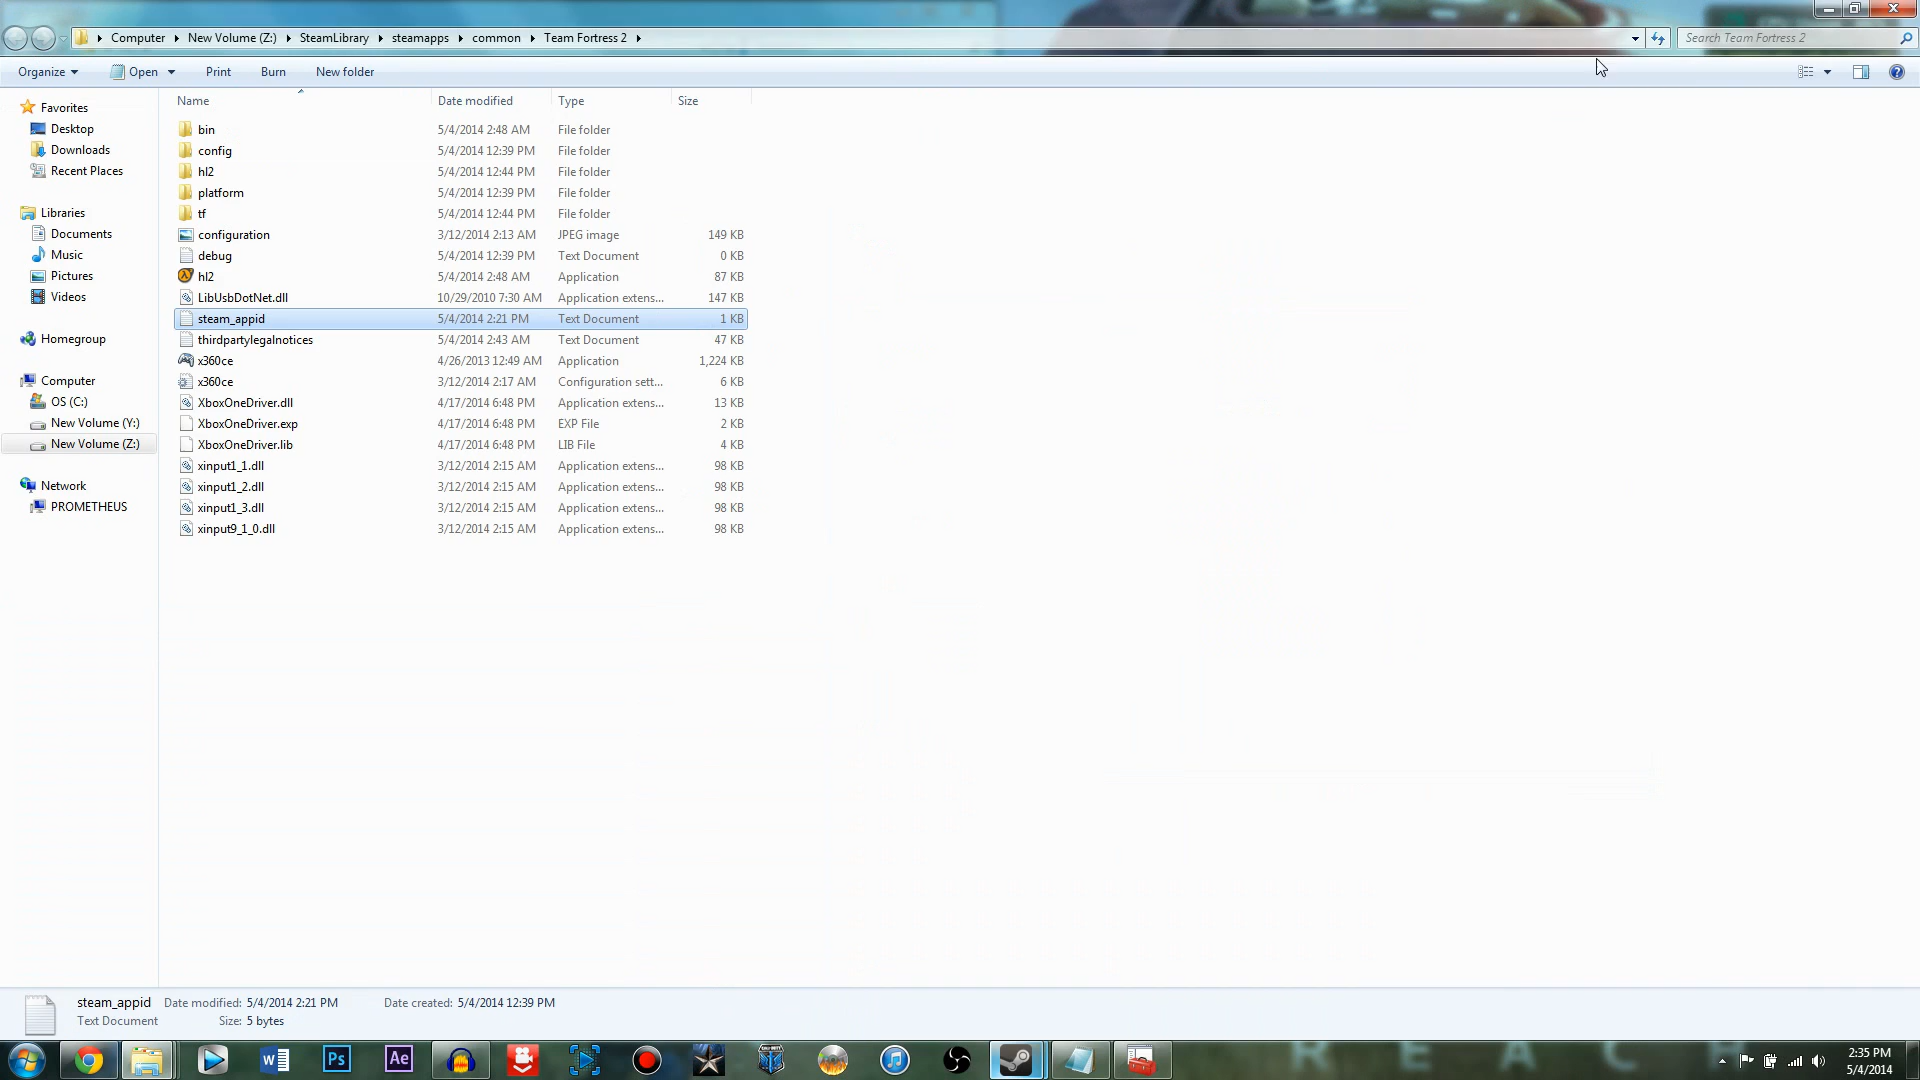 Computer New Volume (Z:) SteamLibrary steamapps common Team Fortress 2 Search Team Fortress 2
Organize Open Print Burn New folder
Name Date modified Type Size
Favorites
Desktop
Downloads
Recent Places
Libraries
Documents
Music
Pictures
Videos
Homegroup
Computer
OS (C:)
New Volume (Y:)
New Volume (Z:)
Network
PROMETHEUS
bin 5/4/2014 2:48 AM File folder
config 5/4/2014 12:39 PM File folder
hl2 5/4/2014 12:44 PM File folder
platform 5/4/2014 12:39 PM File folder
tf 5/4/2014 12:44 PM File folder
configuration 3/12/2014 2:13 AM JPEG image 149 KB
debug 5/4/2014 12:39 PM Text Document 0 KB
hl2 5/4/2014 2:48 AM Application 87 KB
LibUsbDotNet.dll 10/29/2010 7:30 AM Application extens... 147 KB
steam_appid 5/4/2014 2:21 PM Text Document 1 KB
thirdpartylegalnotices 5/4/2014 2:43 AM Text Document 47 KB
x360ce 4/26/2013 12:49 AM Application 1,224 KB
x360ce 3/12/2014 2:17 AM Configuration sett... 6 KB
XboxOneDriver.dll 4/17/2014 6:48 PM Application extens... 13 KB
XboxOneDriver.exp 4/17/2014 6:48 PM EXP File 2 KB
XboxOneDriver.lib 4/17/2014 6:48 PM LIB File 4 KB
xinput1_1.dll 3/12/2014 2:15 AM Application extens... 98 KB
xinput1_2.dll 3/12/2014 2:15 AM Application extens... 98 KB
xinput1_3.dll 3/12/2014 2:15 AM Application extens... 98 KB
xinput9_1_0.dll 3/12/2014 2:15 AM Application extens... 98 KB
steam_appid Date modified: 5/4/2014 2:21 PM Date created: 5/4/2014 12:39 PM
Text Document Size: 5 bytes
W Ps Ae R E A C H 2:35 PM
5/4/2014